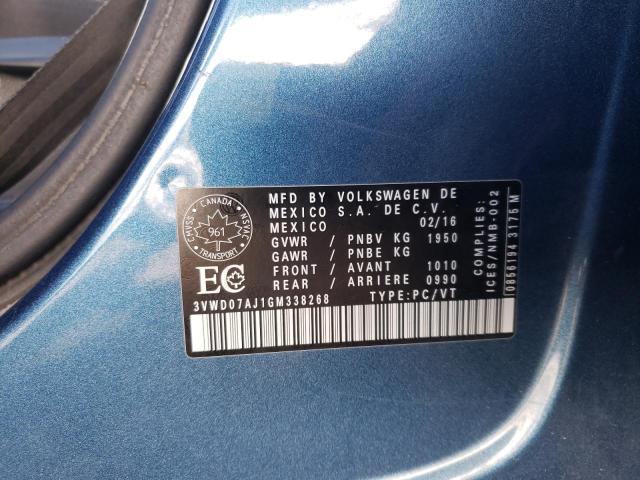 CANADA
CMVSS
NSVAC
961
TRANSPORT
EC
MFD BY VOLKSWAGEN DE
MEXICO S.A. DE C.V.
MEXICO 02/16
GVWR / PNBV KG 1950
GAWR / PNBE KG
FRONT / AVANT 1010
REAR / ARRIERE 0990
3VWD07AJ1GM338268 TYPE:PC/VT
COMPLIES:
ICES/NMB-002
0856194 3175 M